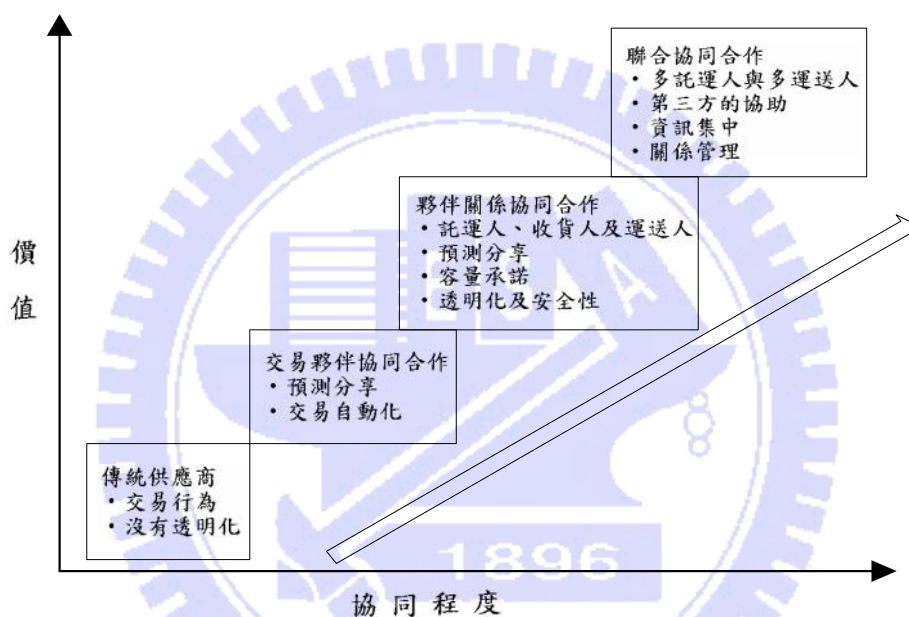 聯合協同合作
・多託運人與多運送人
・第三方的協助
・資訊集中
・關係管理
夥伴關係協同合作
・託運人、收貨人及運送人
・預測分享
・容量承諾
・透明化及安全性
價值
交易夥伴協同合作
・預測分享
・交易自動化
傳統供應商
・交易行為
・沒有透明化
ESA
1896
協同程度